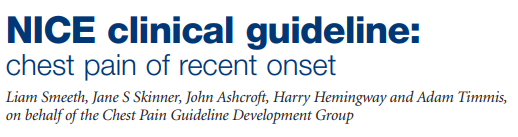 NICE clinical guideline:
chest pain of recent onset
Liam Smeeth, Jane S Skinner, John Ashcroft, Harry Hemingway and Adam Timmis,
on behalf of the Chest Pain Guideline Development Group